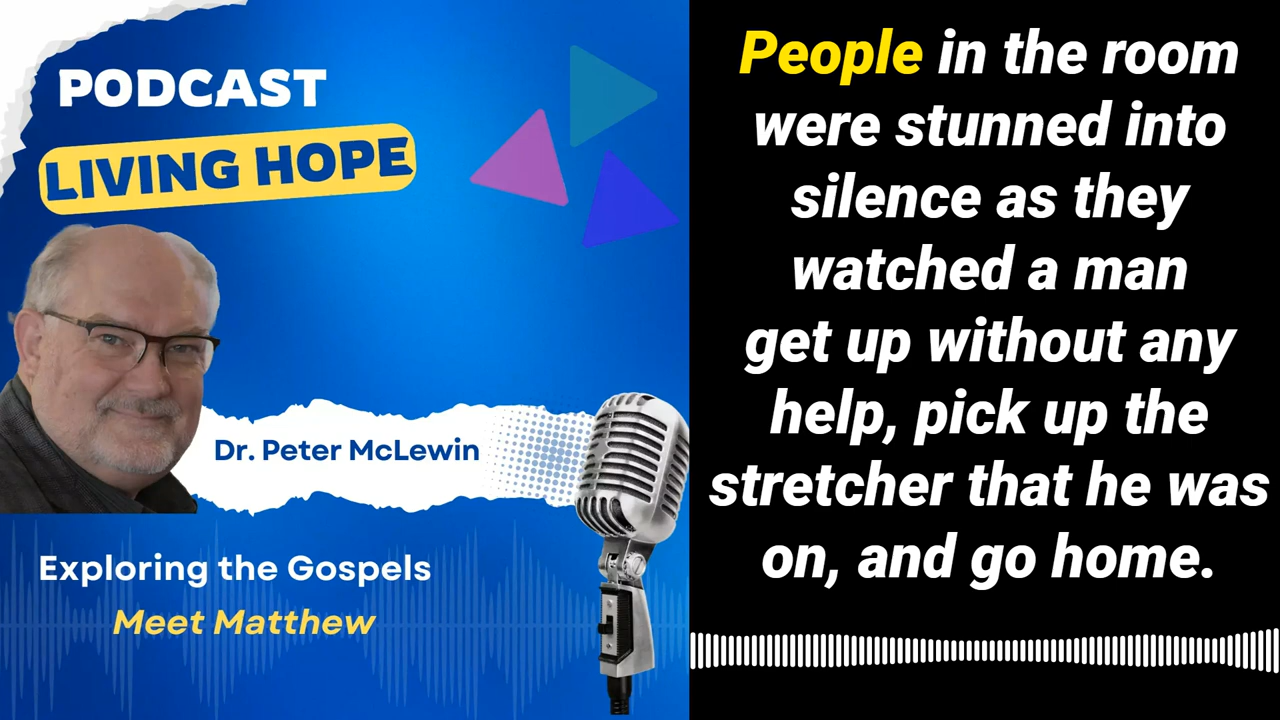 PODCAST
LIVING HOPE
Dr. Peter McLewin
Exploring the Gospels
Meet Matthew
People in the room
were stunned into
silence as they
watched a man
get up without any
help, pick up the
stretcher that he was
on, and go home.